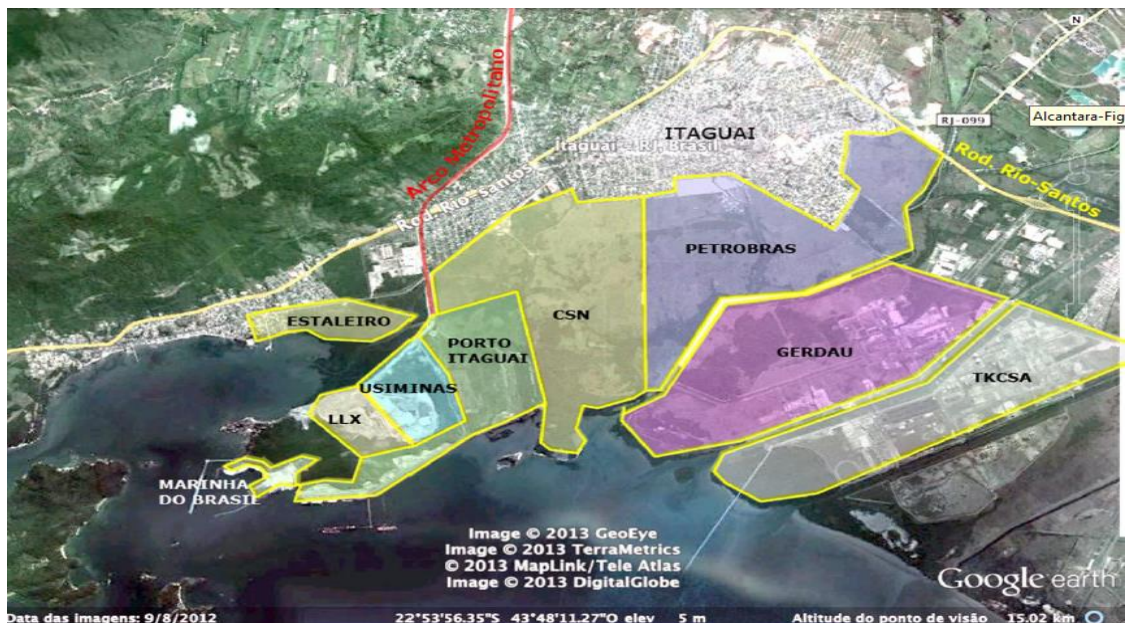 N
Arco Metropolitano
RJ-099
Alcantara-Fig
ITAGUAI
Itaguaí - RJ, Brasil
Rod. Rio-Santos
Rod. Rio-Santos
PETROBRAS
CSN
ESTALEIRO
PORTO
ITAGUAI
GERDAU
USIMINAS
TKCSA
LLX
MARINHA
DO BRASIL
Image © 2013 GeoEye
Image © 2013 TerraMetrics
© 2013 MapLink/Tele Atlas
Image © 2013 DigitalGlobe
Google earth
Data das imagens: 9/8/2012 22°53'56.35"S 43°48'11.27"O elev 5 m Altitude do ponto de visão 15.02 km